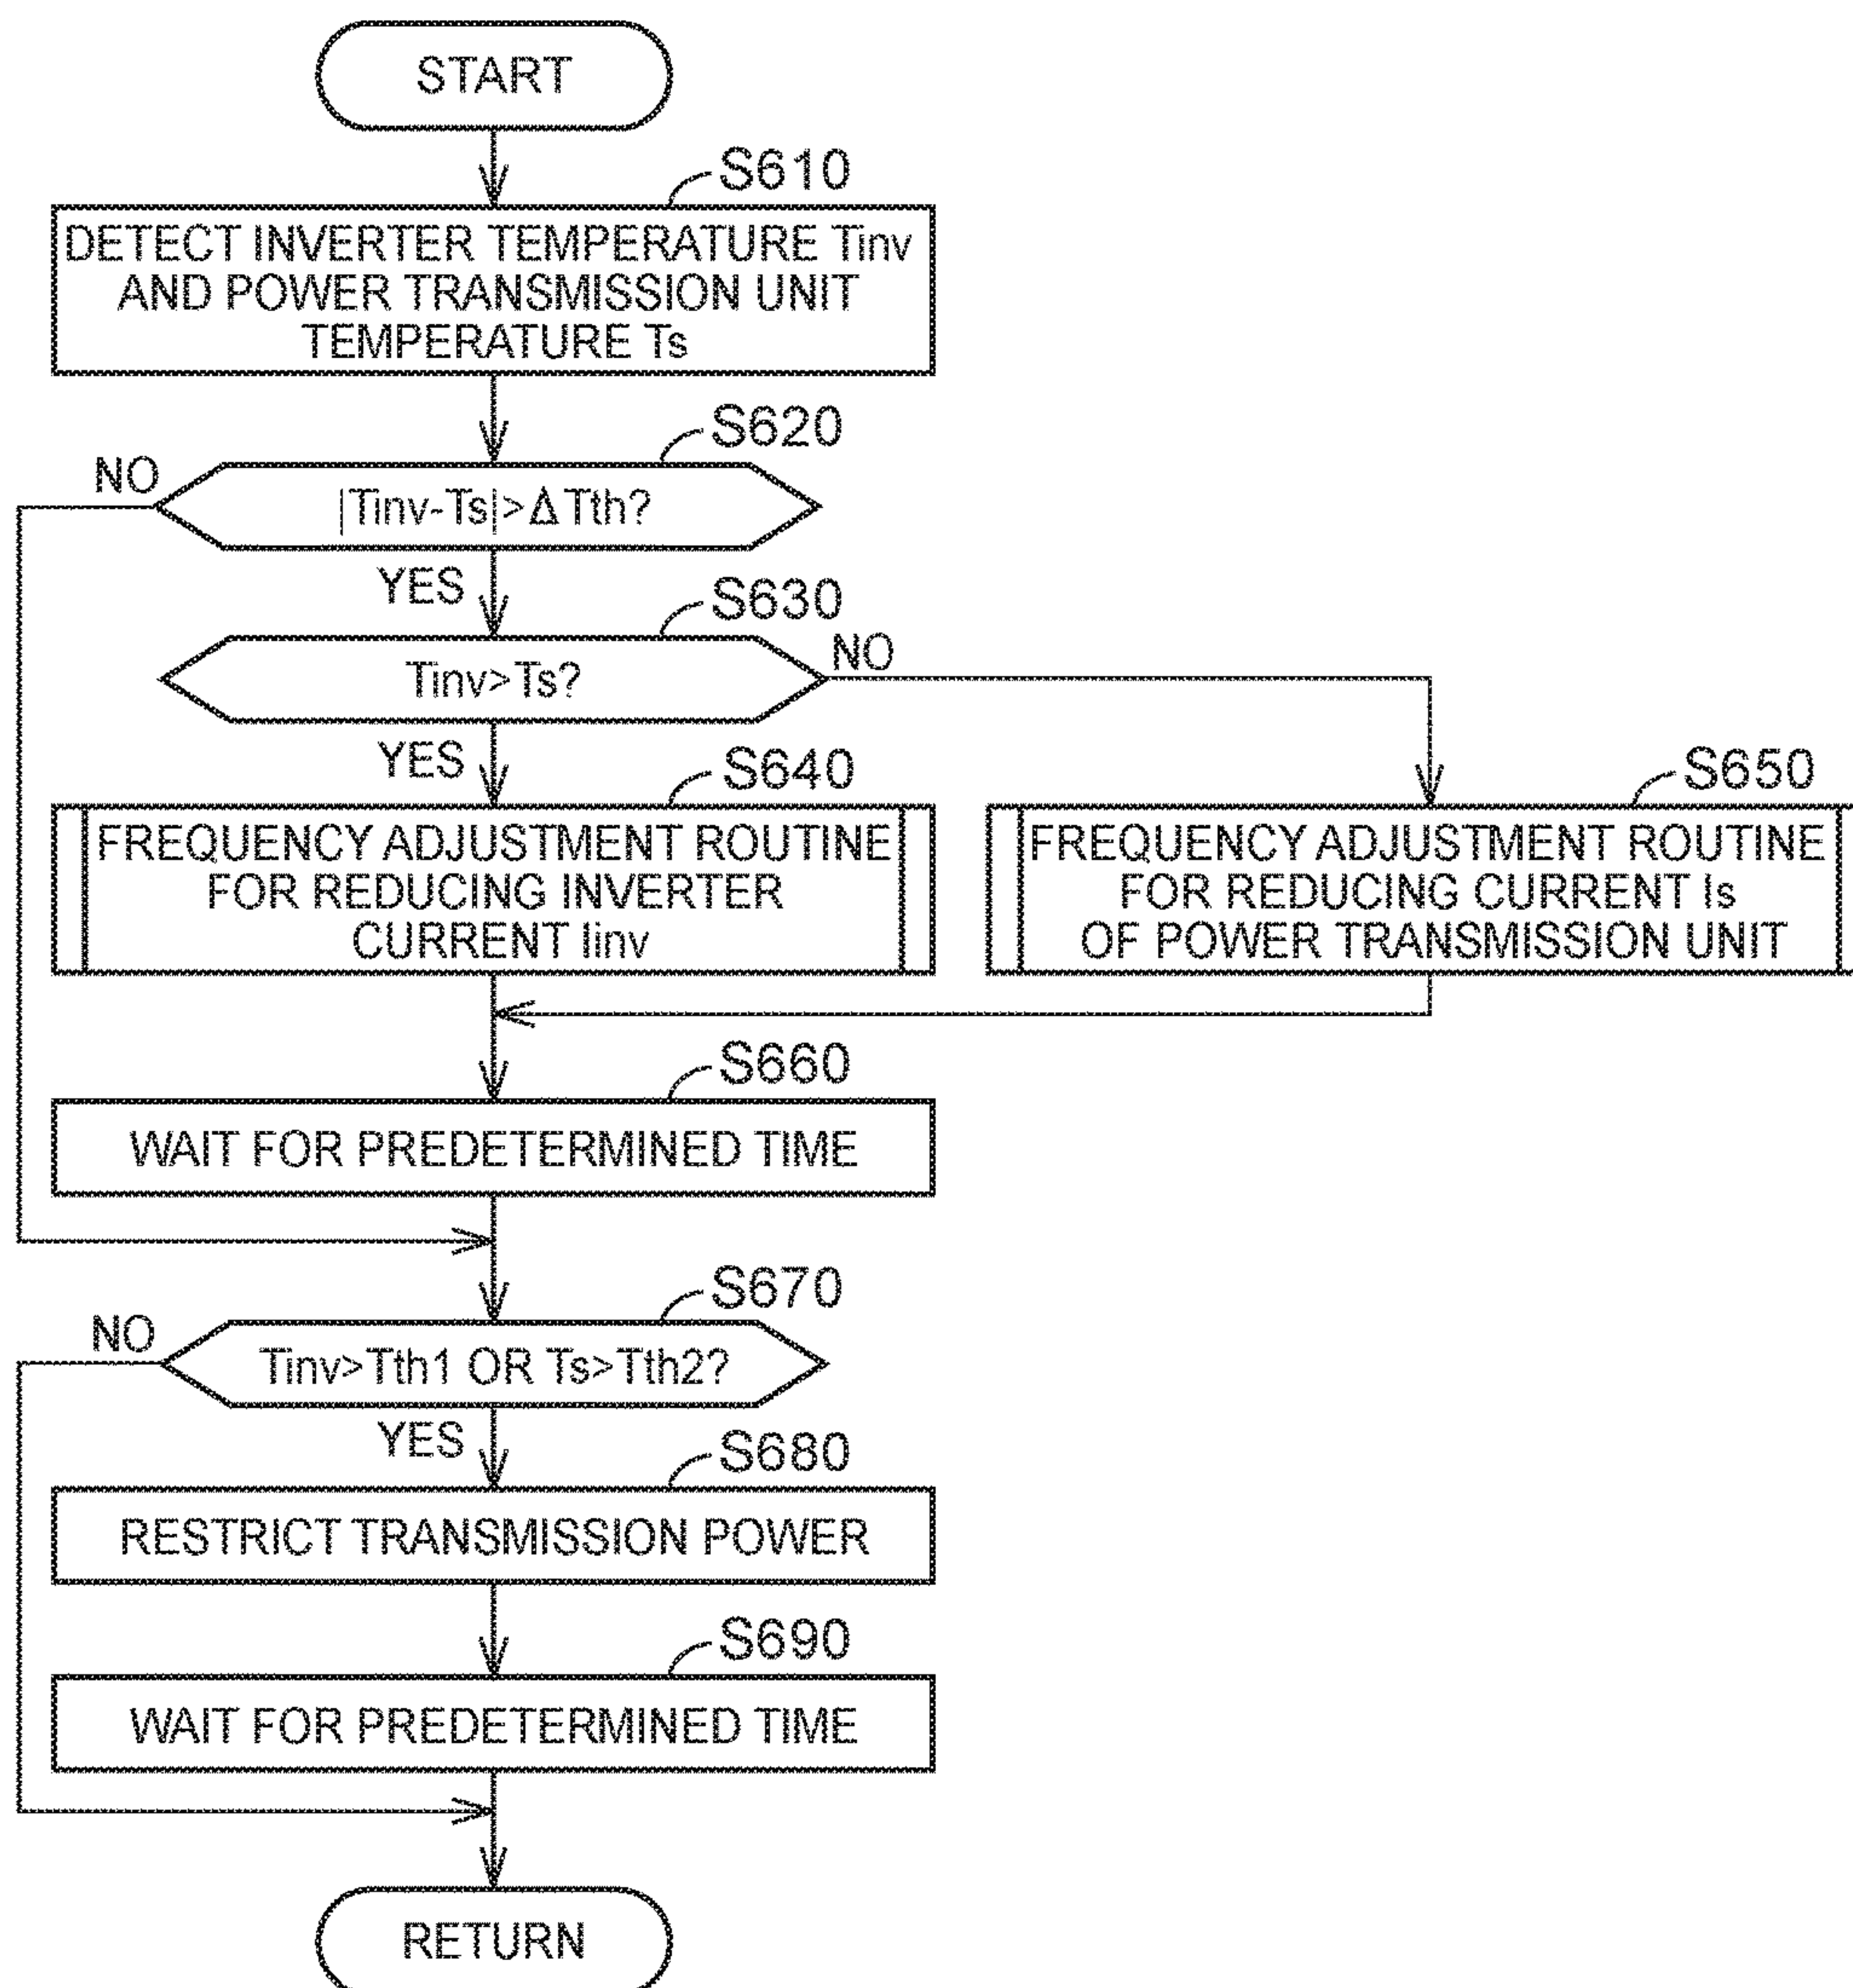 START
S610
DETECT INVERTER TEMPERATURE Tinv
AND POWER TRANSMISSION UNIT
TEMPERATURE Ts
S620
NO
|Tinv-Ts|>ΔTth?
YES
S630
NO
Tinv>Ts?
YES
S640
FREQUENCY ADJUSTMENT ROUTINE
FOR REDUCING INVERTER
CURRENT Iinv
S650
FREQUENCY ADJUSTMENT ROUTINE
FOR REDUCING CURRENT Is
OF POWER TRANSMISSION UNIT
S660
WAIT FOR PREDETERMINED TIME
S670
NO
Tinv>Tth1 OR Ts>Tth2?
YES
S680
RESTRICT TRANSMISSION POWER
S690
WAIT FOR PREDETERMINED TIME
RETURN